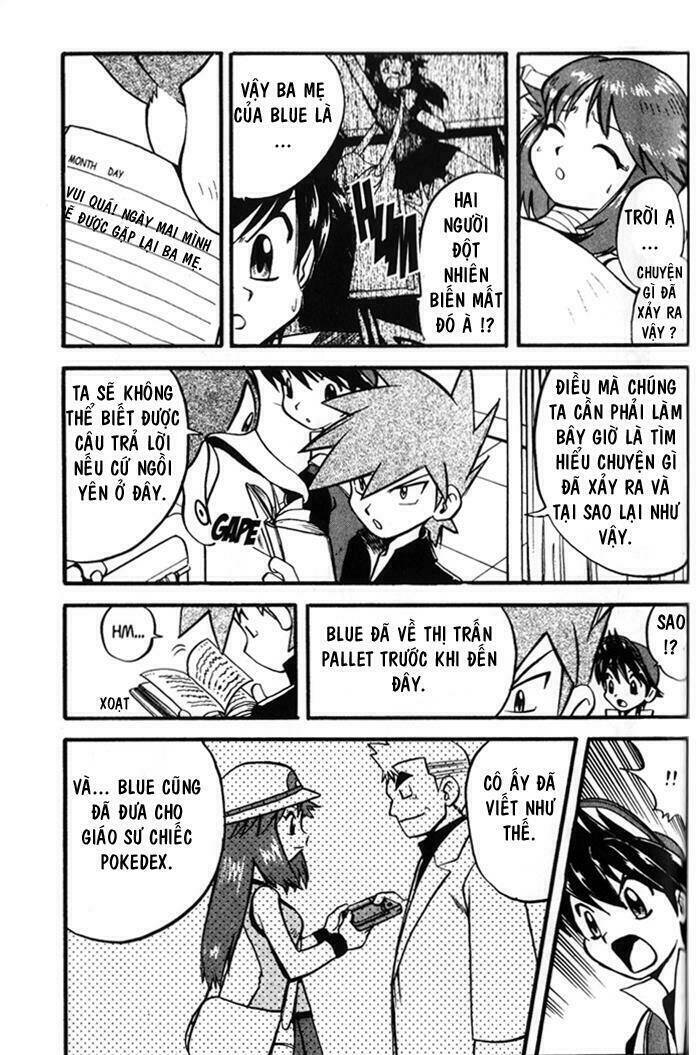 TRỜI Ạ
...
CHUYỆN
GÌ ĐÃ
XẢY RA
VẬY ?
VẬY BA MẸ
CỦA BLUE LÀ
...
HAI
NGƯỜI
ĐỘT
NHIÊN
BIẾN MẤT
ĐÓ À !?
HUM
MONTH DAY
VUI QUÁ! NGÀY MAI MÌNH
SẼ ĐƯỢC GẶP LẠI BA MẸ.
ĐIỀU MÀ CHÚNG
TA CẦN PHẢI LÀM
BÂY GIỜ LÀ TÌM
HIỂU CHUYỆN GÌ
ĐÃ XẢY RA VÀ
TẠI SAO LẠI NHƯ
VẬY.
TA SẼ KHÔNG
THỂ BIẾT ĐƯỢC
CÂU TRẢ LỜI
NẾU CỨ NGỒI
YÊN Ở ĐÂY.
GAPE
SAO
!?
BLUE ĐÃ VỀ THỊ TRẤN
PALLET TRƯỚC KHI ĐẾN
ĐÂY.
HM...
XOẠT
!!
CÔ ẤY ĐÃ
VIẾT NHƯ
THẾ.
VÀ... BLUE CŨNG
ĐÃ ĐƯA CHO
GIÁO SƯ CHIẾC
POKEDEX.